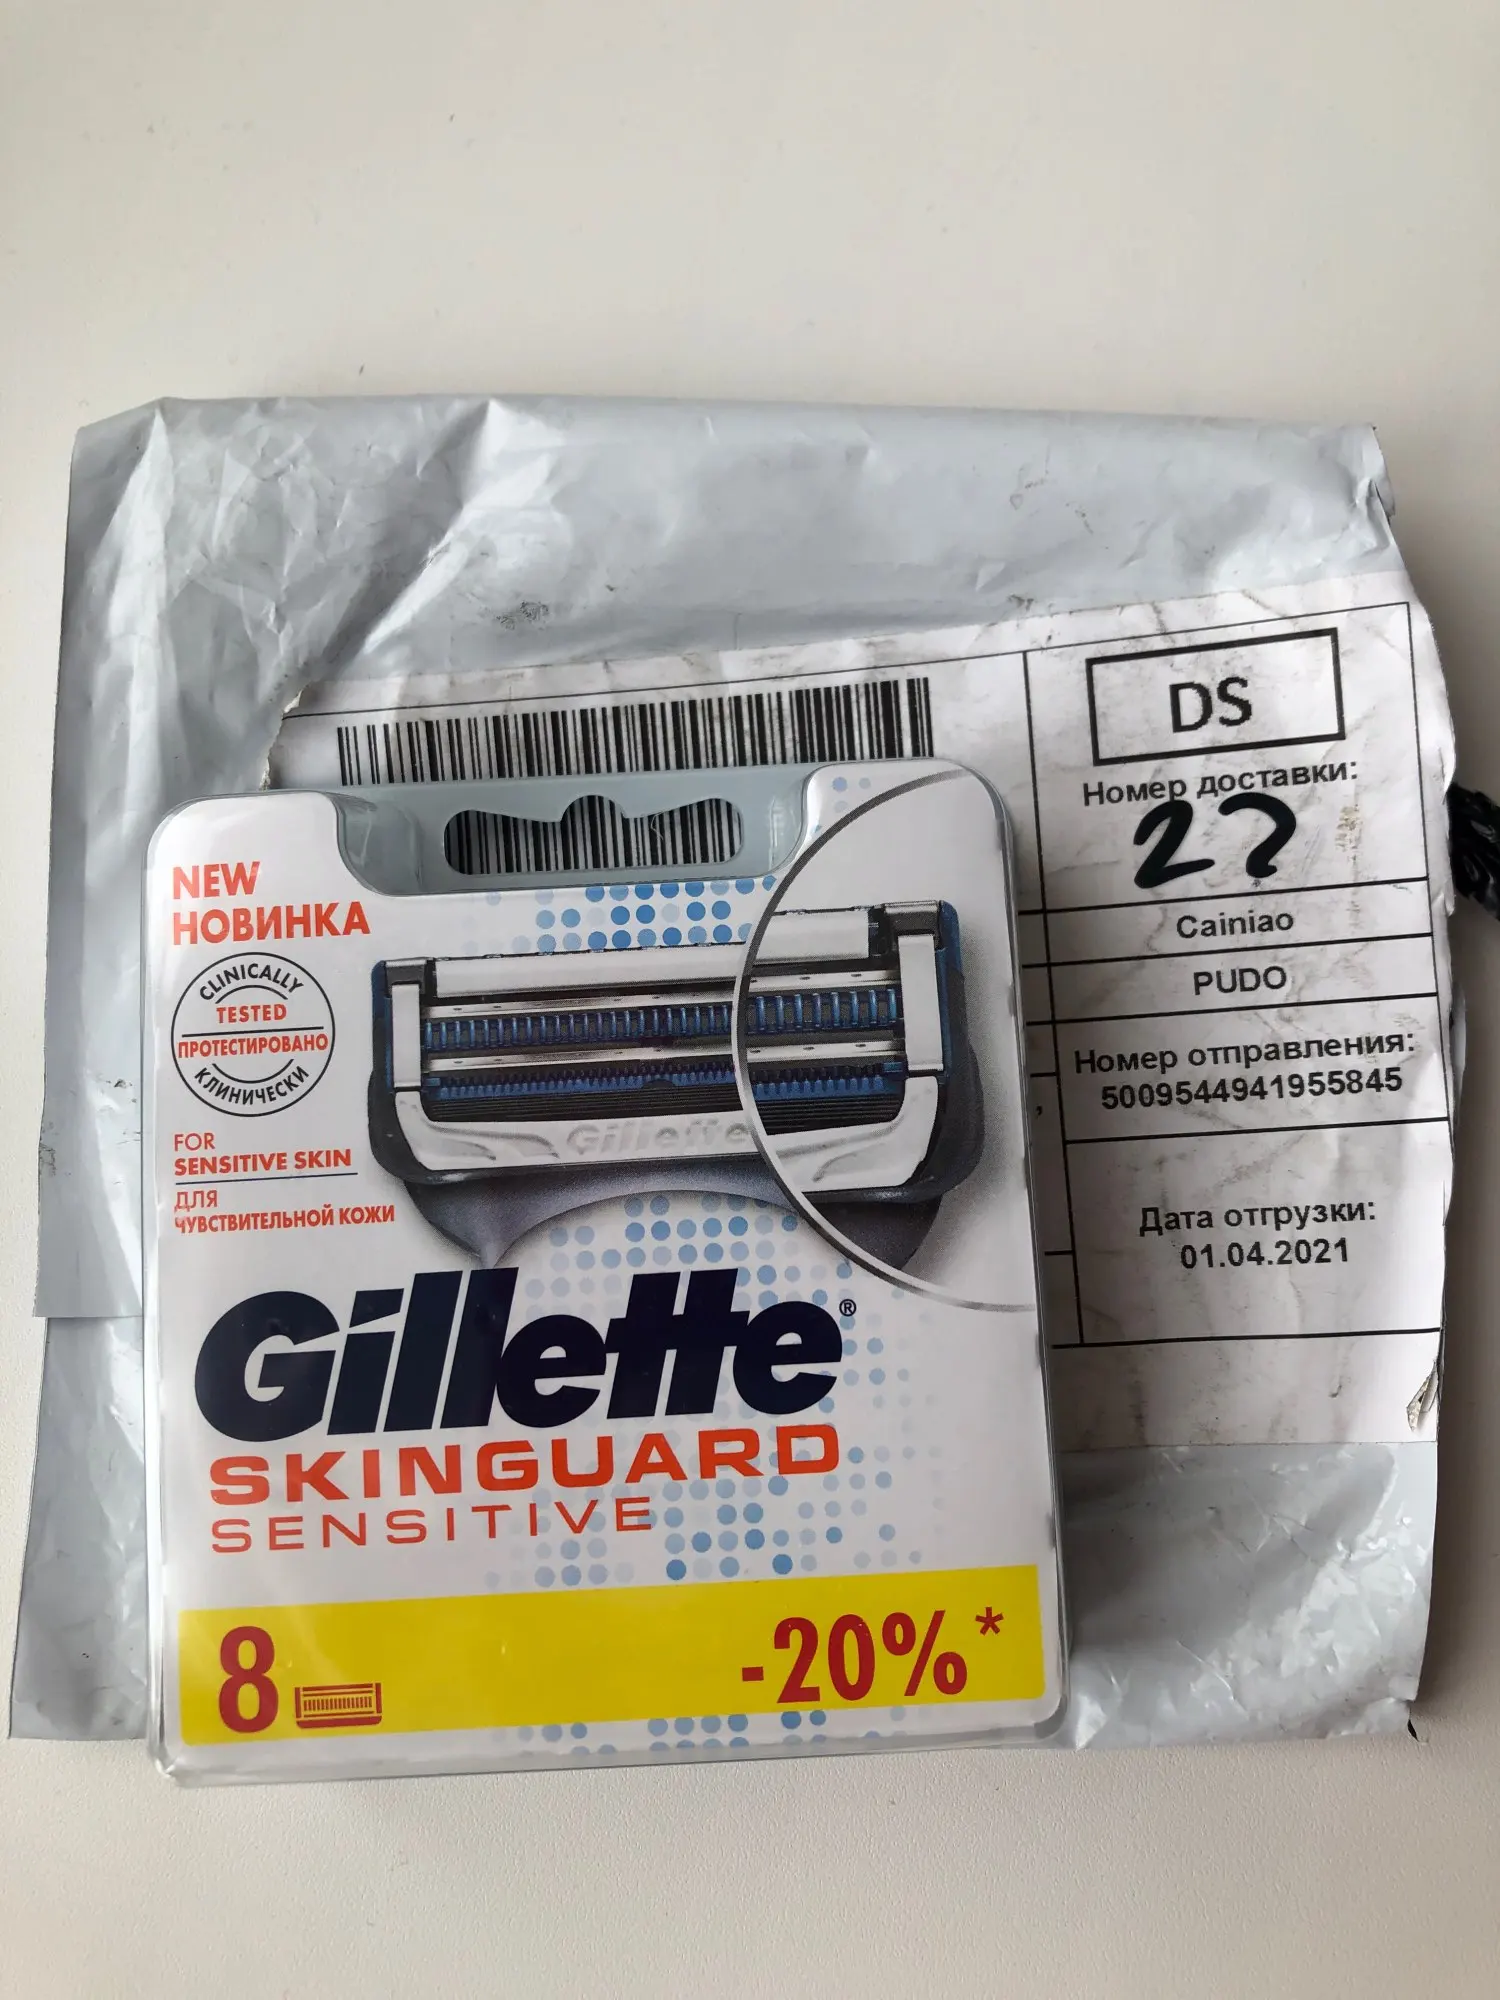 DS
Номер доставки:
27
Cainiao
PUDO
Номер отправления:
5009544941955845
Дата отгрузки:
01.04.2021
NEW
НОВИНКА
CLINICALLY
TESTED
ПРОТЕСТИРОВАНО
КЛИНИЧЕСКИ
FOR
SENSITIVE SKIN
ДЛЯ
ЧУВСТВИТЕЛЬНОЙ КОЖИ
Gillette
Gillette®
SKINGUARD
SENSITIVE
8 -20%*